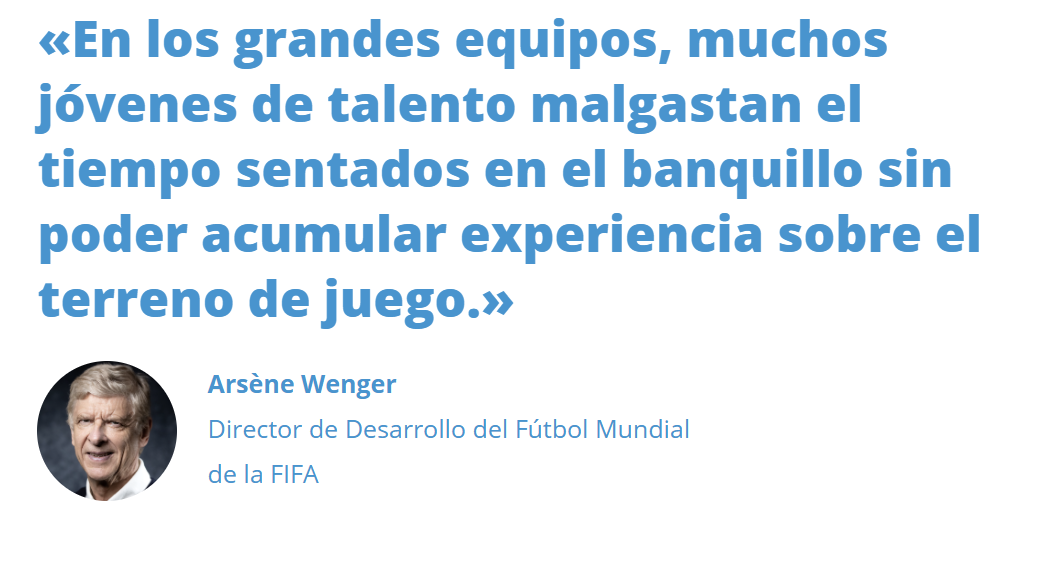 «En los grandes equipos, muchos
jóvenes de talento malgastan el
tiempo sentados en el banquillo sin
poder acumular experiencia sobre el
terreno de juego.»
Arsène Wenger
Director de Desarrollo del Fútbol Mundial
de la FIFA